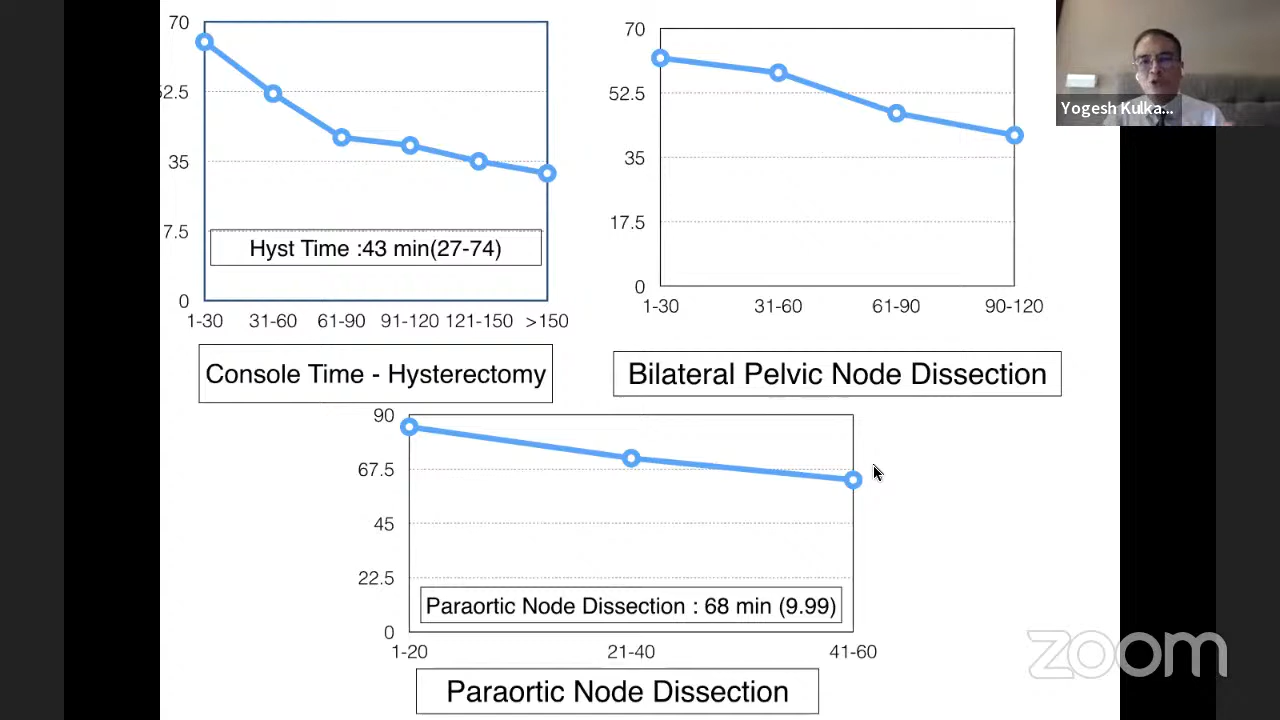 70
52.5
35
7.5
0
1-30 31-60 61-90 91-120 121-150 >150
Hyst Time :43 min(27-74)
Console Time - Hysterectomy
70
52.5
35
17.5
0
1-30 31-60 61-90 90-120
Bilateral Pelvic Node Dissection
Yogesh Kulka...
90
67.5
45
22.5
0
1-20 21-40 41-60
Paraortic Node Dissection : 68 min (9.99)
Paraortic Node Dissection
zoom